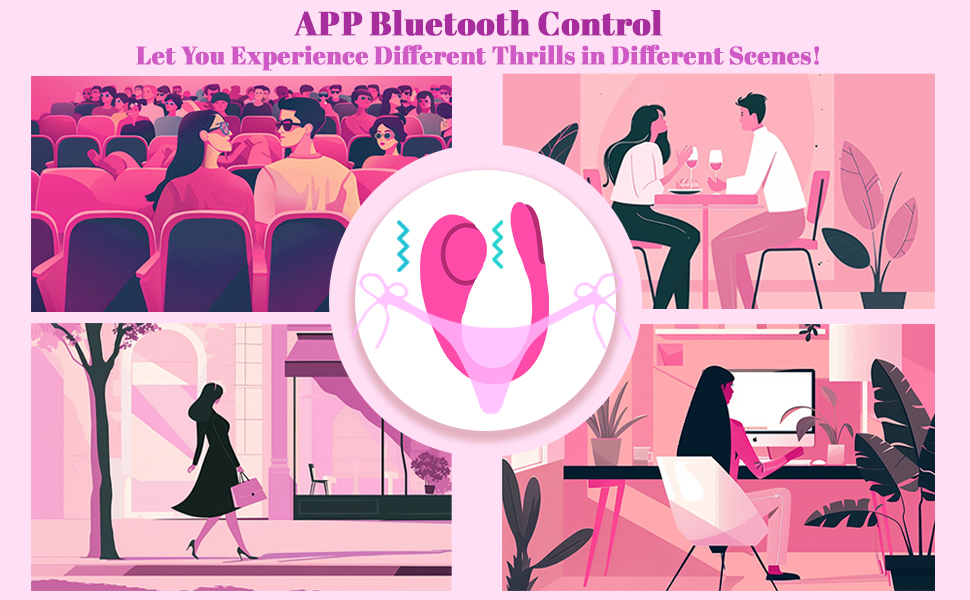 APP Bluetooth Control
Let You Experience Different Thrills in Different Scenes!